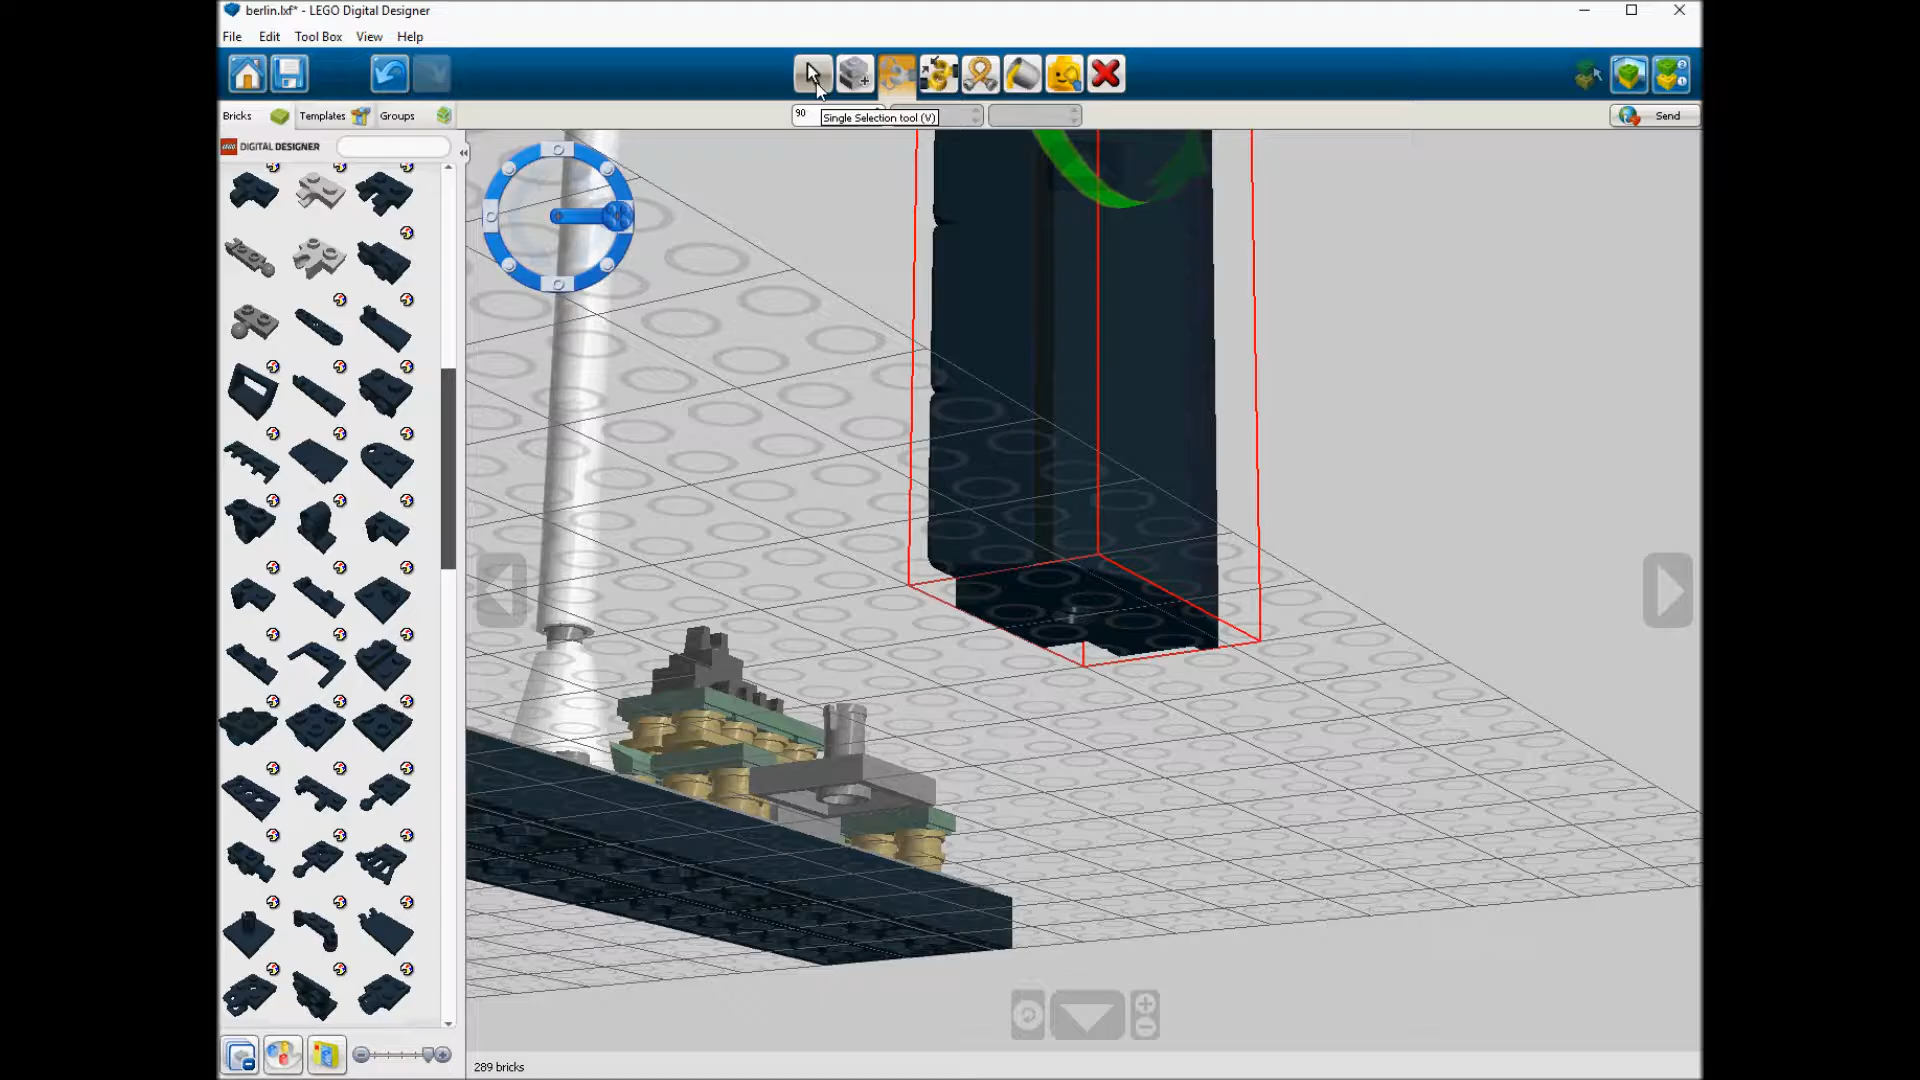 berlin.lxf* - LEGO Digital Designer
File Edit Tool Box View Help
Bricks Templates Groups
90
Single Selection tool (V)
Send
LEGO DIGITAL DESIGNER
289 bricks